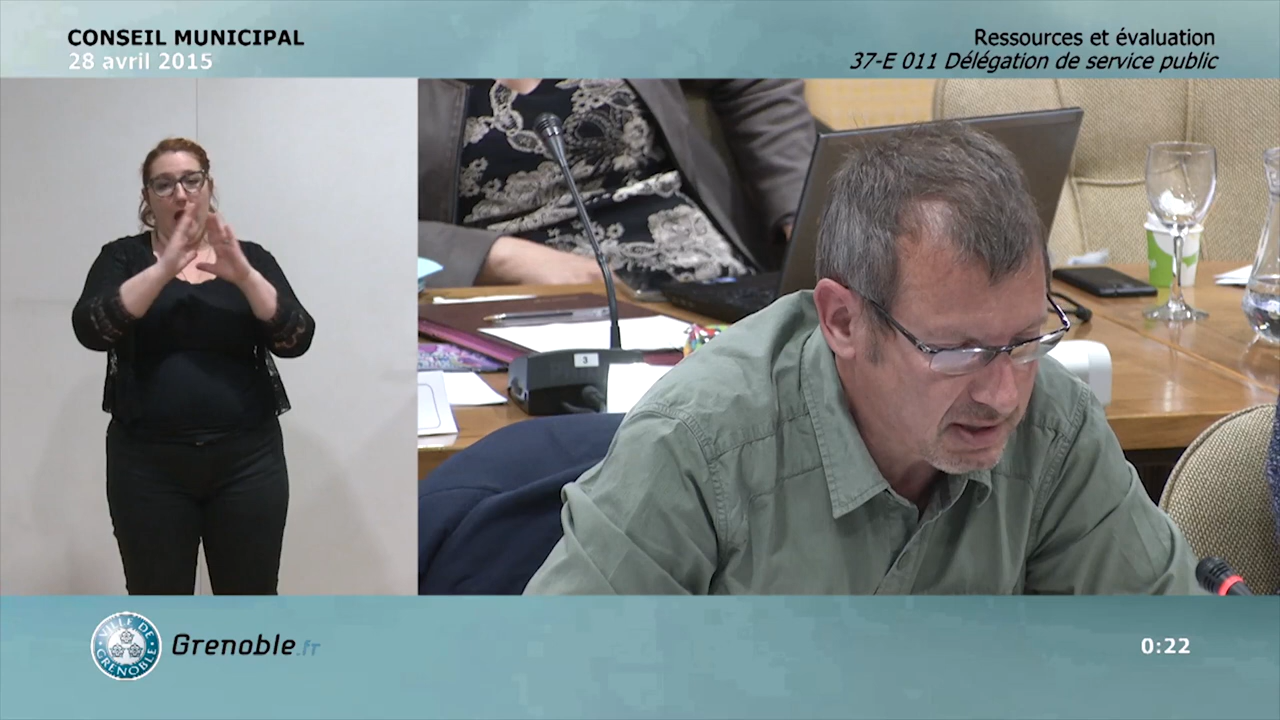 CONSEIL MUNICIPAL
28 avril 2015
Ressources et évaluation
37-E 011 Délégation de service public
3
VILLE DE GRENOBLE
Grenoble.fr
0:22